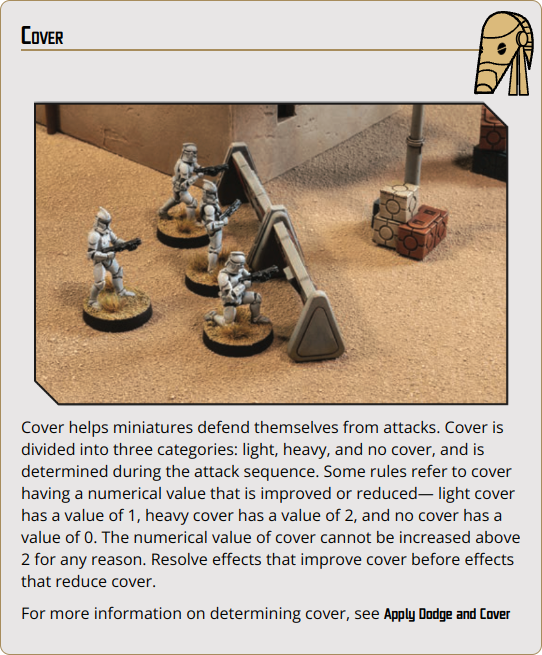 Cover
Cover helps miniatures defend themselves from attacks. Cover is
divided into three categories: light, heavy, and no cover, and is
determined during the attack sequence. Some rules refer to cover
having a numerical value that is improved or reduced— light cover
has a value of 1, heavy cover has a value of 2, and no cover has a
value of 0. The numerical value of cover cannot be increased above
2 for any reason. Resolve effects that improve cover before effects
that reduce cover.
For more information on determining cover, see Apply Dodge and Cover